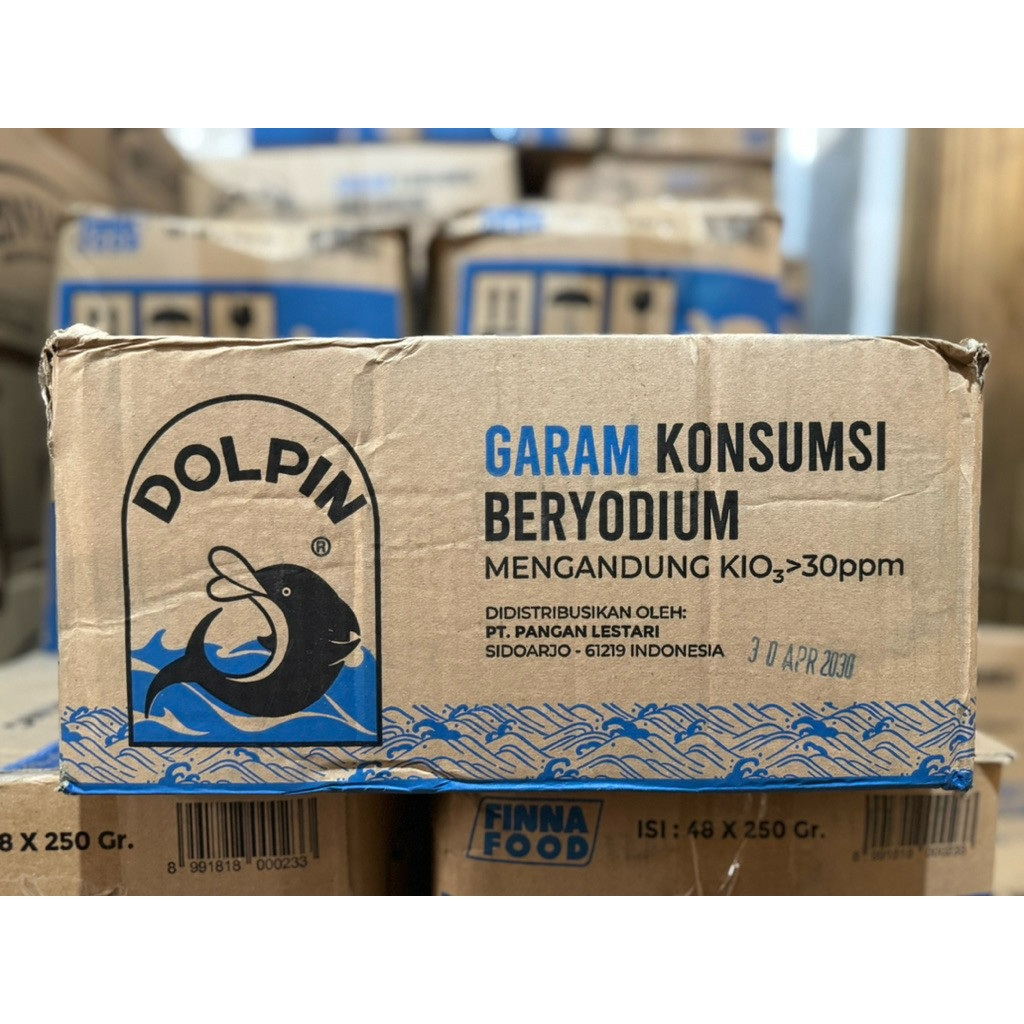 DOLPIN
®
GARAM KONSUMSI
BERYODIUM
MENGANDUNG KIO₃>30ppm
DIDISTRIBUSIKAN OLEH:
PT. PANGAN LESTARI
SIDOARJO - 61219 INDONESIA
30 APR 2030
8 X 250 Gr.
8 991818 000233
FINNA
FOOD
ISI : 48 X 250 Gr.
8 991818 000233